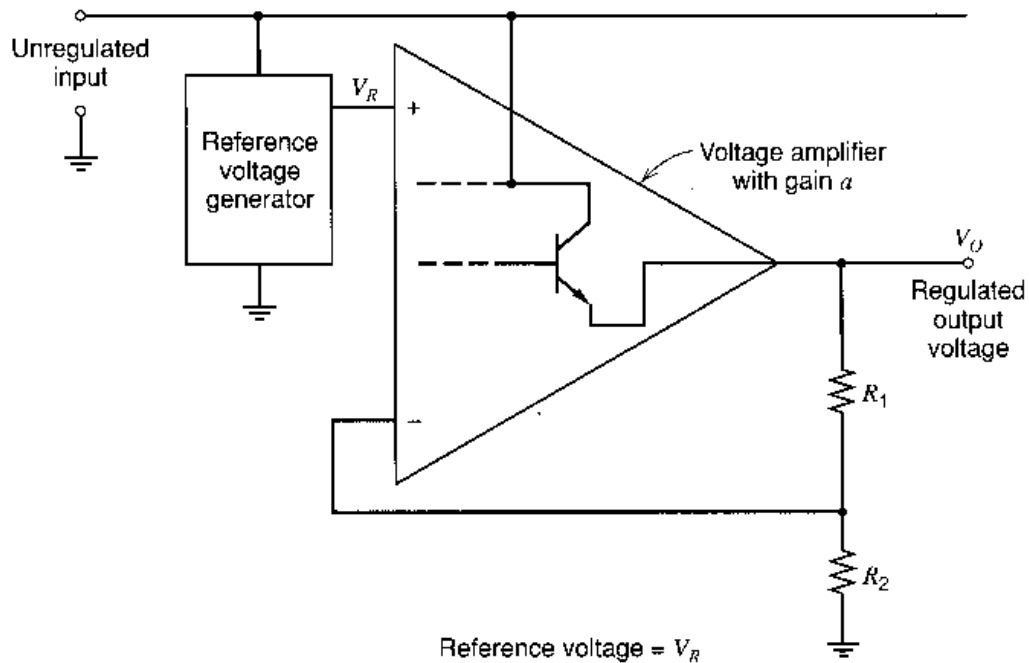 Unregulated
input
V_R
+
Reference
voltage
generator
Voltage amplifier
with gain a
V_O
Regulated
output
voltage
R_1
−
R_2
Reference voltage = V_R